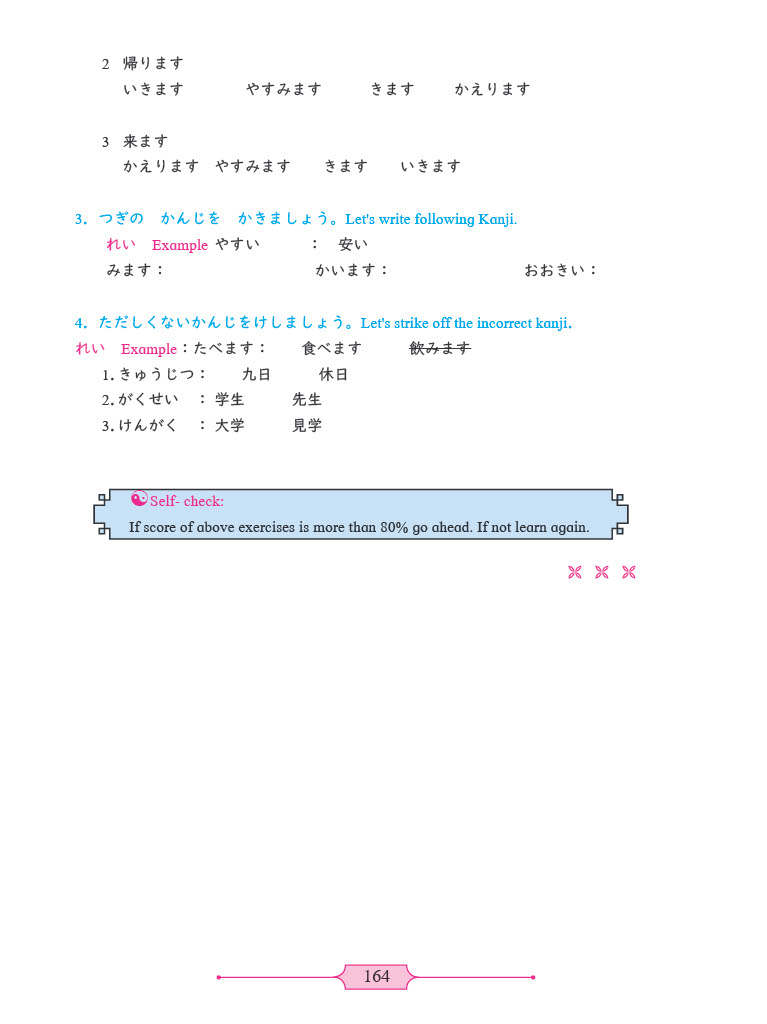 2 帰ります
いきます やすみます きます かえります
3 来ます
かえります やすみます きます いきます
3. つぎの かんじを かきましょう。Let's write following Kanji.
れい Example やすい : 安い
みます: かいます: おおきい:
4. ただしくないかんじをけしましょう。Let's strike off the incorrect kanji.
れい Example:たべます: 食べます 飲みます
1.きゅうじつ: 九日 休日
2.がくせい : 学生 先生
3.けんがく : 大学 見学
Self- check:
If score of above exercises is more than 80% go ahead. If not learn again.
164